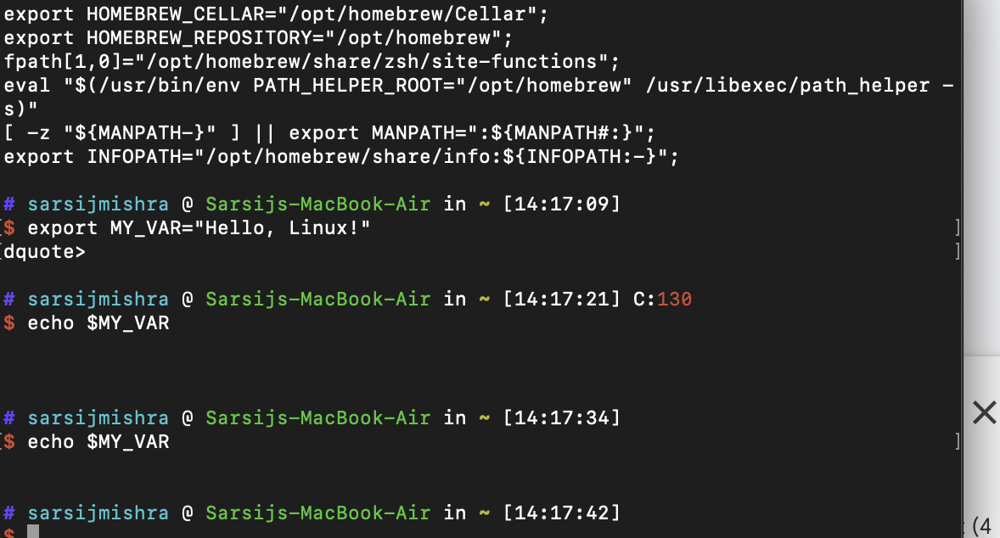 export HOMEBREW_CELLAR="/opt/homebrew/Cellar";
export HOMEBREW_REPOSITORY="/opt/homebrew";
fpath[1,0]="/opt/homebrew/share/zsh/site-functions";
eval "$(/usr/bin/env PATH_HELPER_ROOT="/opt/homebrew" /usr/libexec/path_helper -
s)"
[ -z "${MANPATH-}" ] || export MANPATH=":${MANPATH#:}";
export INFOPATH="/opt/homebrew/share/info:${INFOPATH:-}";
# sarsijmishra @ Sarsijs-MacBook-Air in ~ [14:17:09]
[$ export MY_VAR="Hello, Linux!" ]
[dquote> ]
# sarsijmishra @ Sarsijs-MacBook-Air in ~ [14:17:21] C:130
$ echo $MY_VAR
# sarsijmishra @ Sarsijs-MacBook-Air in ~ [14:17:34]
[$ echo $MY_VAR ]
# sarsijmishra @ Sarsijs-MacBook-Air in ~ [14:17:42]
$
: (4